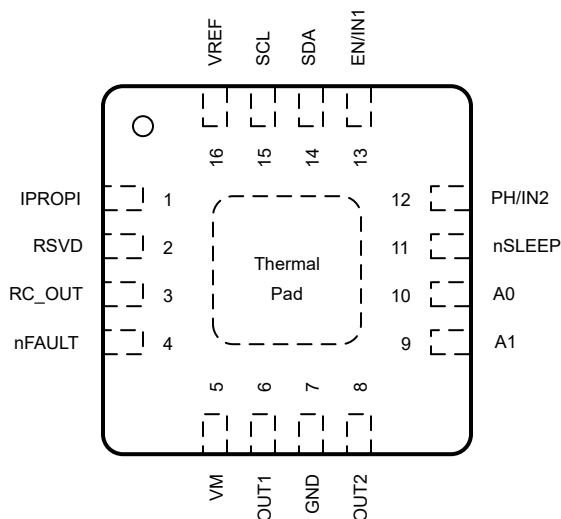 VREF
SCL
SDA
EN/IN1
16
15
14
13
IPROPI 1
RSVD 2
RC_OUT 3
nFAULT 4
12 PH/IN2
11 nSLEEP
10 A0
9 A1
Thermal
Pad
5
6
7
8
VM
OUT1
GND
OUT2